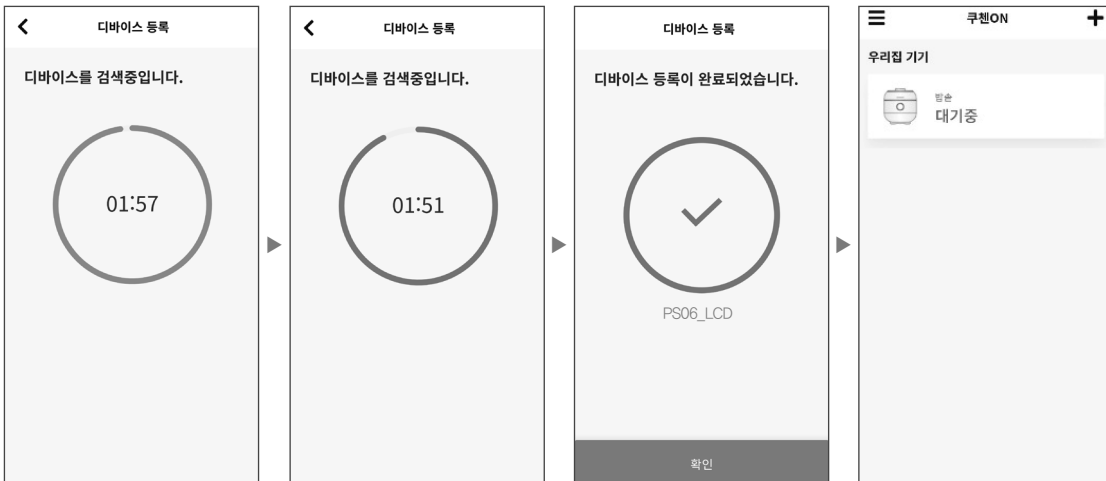 디바이스 등록
디바이스를 검색중입니다.
01:57
디바이스 등록
디바이스를 검색중입니다.
01:51
디바이스 등록
디바이스 등록이 완료되었습니다.
PS06_LCD
확인
쿠첸ON
우리집 기기
밥솥
대기중